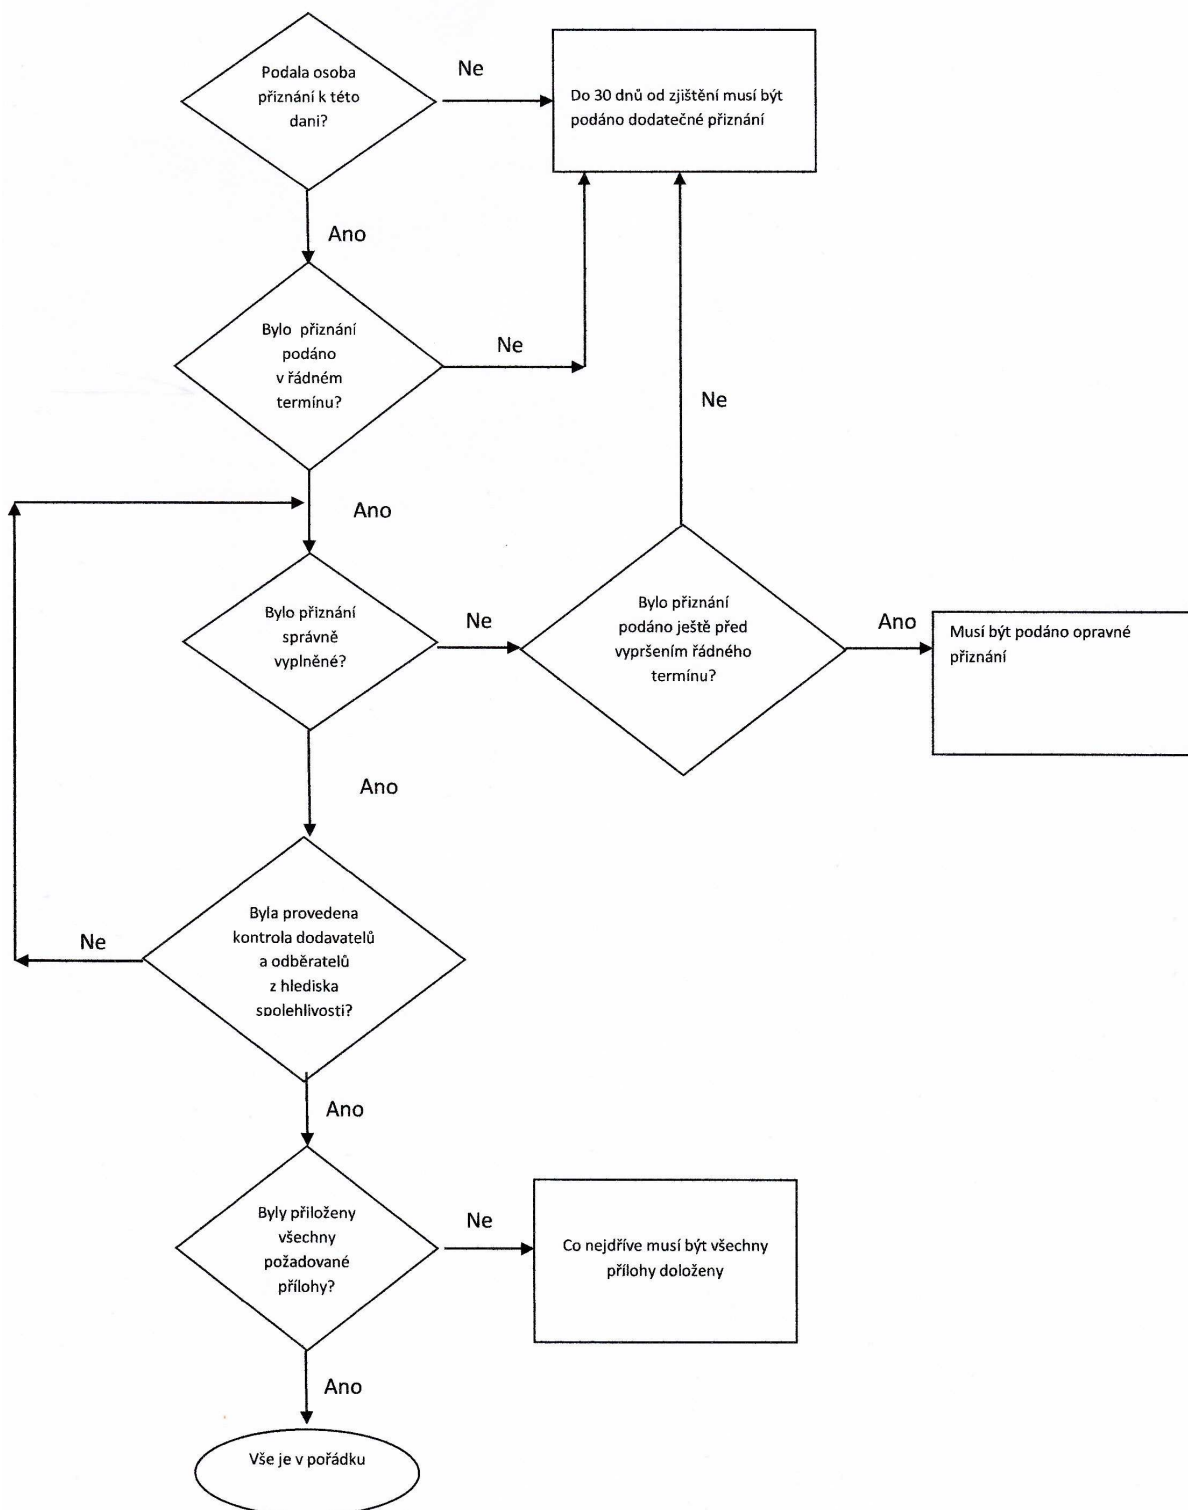 Podala osoba
přiznání k této
dani?
Ne
Do 30 dnů od zjištění musí být
podáno dodatečné přiznání
Ano
Bylo přiznání
podáno
v řádném
termínu?
Ne
Ne
Ano
Bylo přiznání
správně
vyplněné?
Ne
Bylo přiznání
podáno ještě před
vypršením řádného
termínu?
Ano
Musí být podáno opravné
přiznání
Ano
Byla provedena
kontrola dodavatelů
a odběratelů
z hlediska
spolehlivosti?
Ne
Ano
Byly přiloženy
všechny
požadované
přílohy?
Ne
Co nejdříve musí být všechny
přílohy doloženy
Ano
Vše je v pořádku